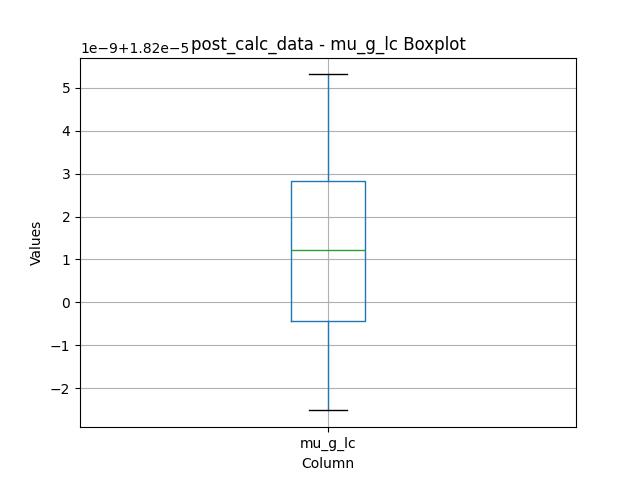 1e−9+1.82e−5
post_calc_data - mu_g_lc Boxplot
5
4
3
2
1
0
−1
−2
Values
mu_g_lc
Column